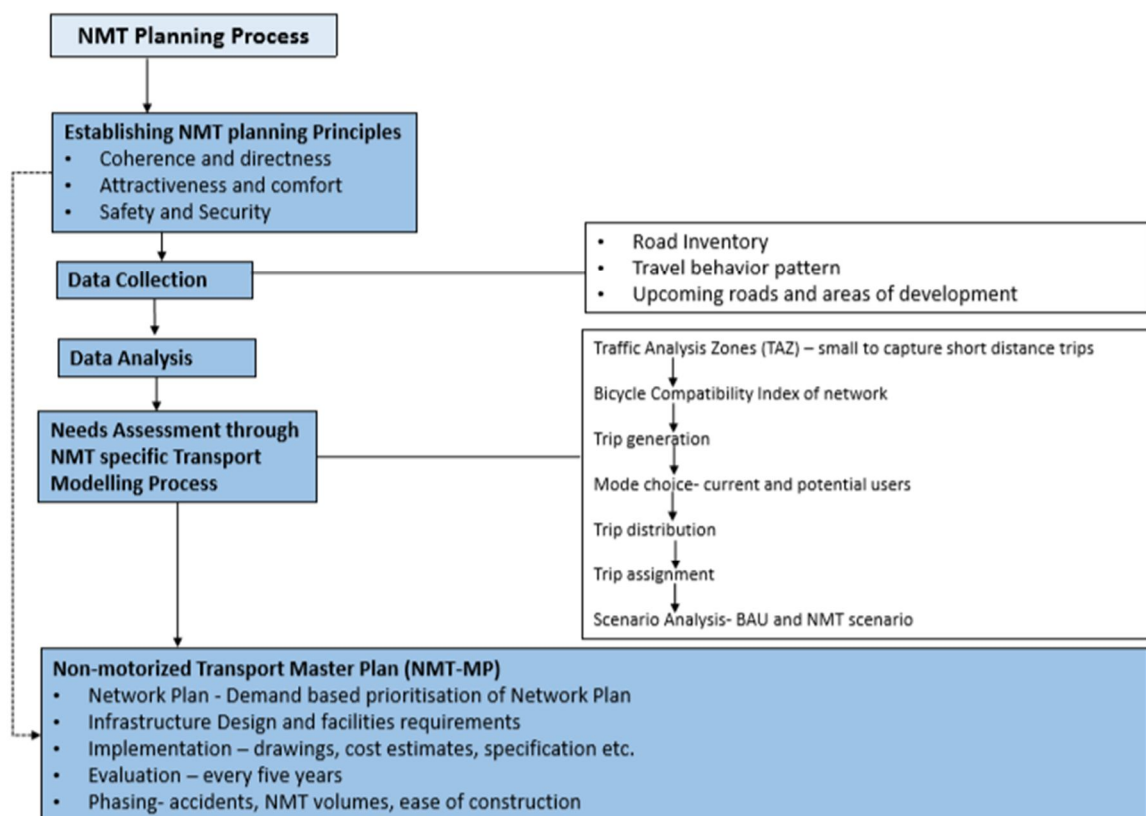 NMT Planning Process
Establishing NMT planning Principles
• Coherence and directness
• Attractiveness and comfort
• Safety and Security
Data Collection
• Road Inventory
• Travel behavior pattern
• Upcoming roads and areas of development
Data Analysis
Needs Assessment through
NMT specific Transport
Modelling Process
Traffic Analysis Zones (TAZ) – small to capture short distance trips
Bicycle Compatibility Index of network
Trip generation
Mode choice- current and potential users
Trip distribution
Trip assignment
Scenario Analysis- BAU and NMT scenario
Non-motorized Transport Master Plan (NMT-MP)
• Network Plan - Demand based prioritisation of Network Plan
• Infrastructure Design and facilities requirements
• Implementation – drawings, cost estimates, specification etc.
• Evaluation – every five years
• Phasing- accidents, NMT volumes, ease of construction